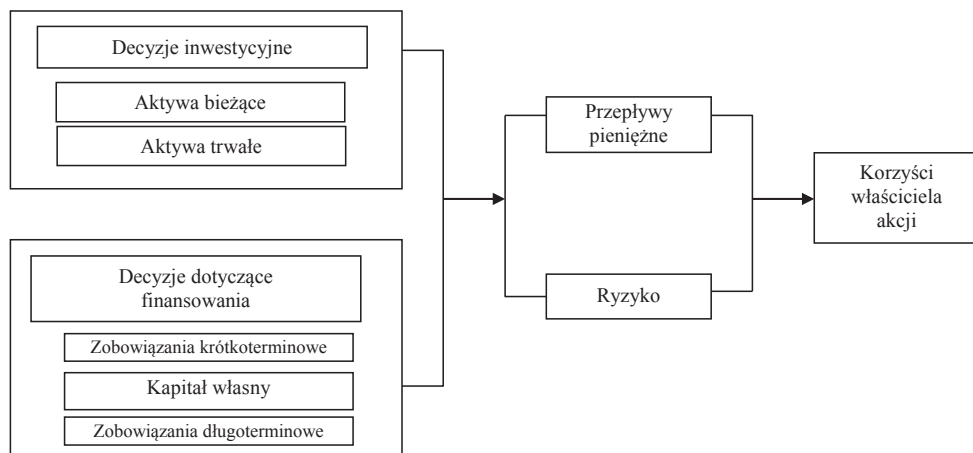 Decyzje inwestycyjne
Aktywa bieżące
Aktywa trwałe
Decyzje dotyczące
finansowania
Zobowiązania krótkoterminowe
Kapitał własny
Zobowiązania długoterminowe
Przepływy
pieniężne
Ryzyko
Korzyści
właściciela
akcji